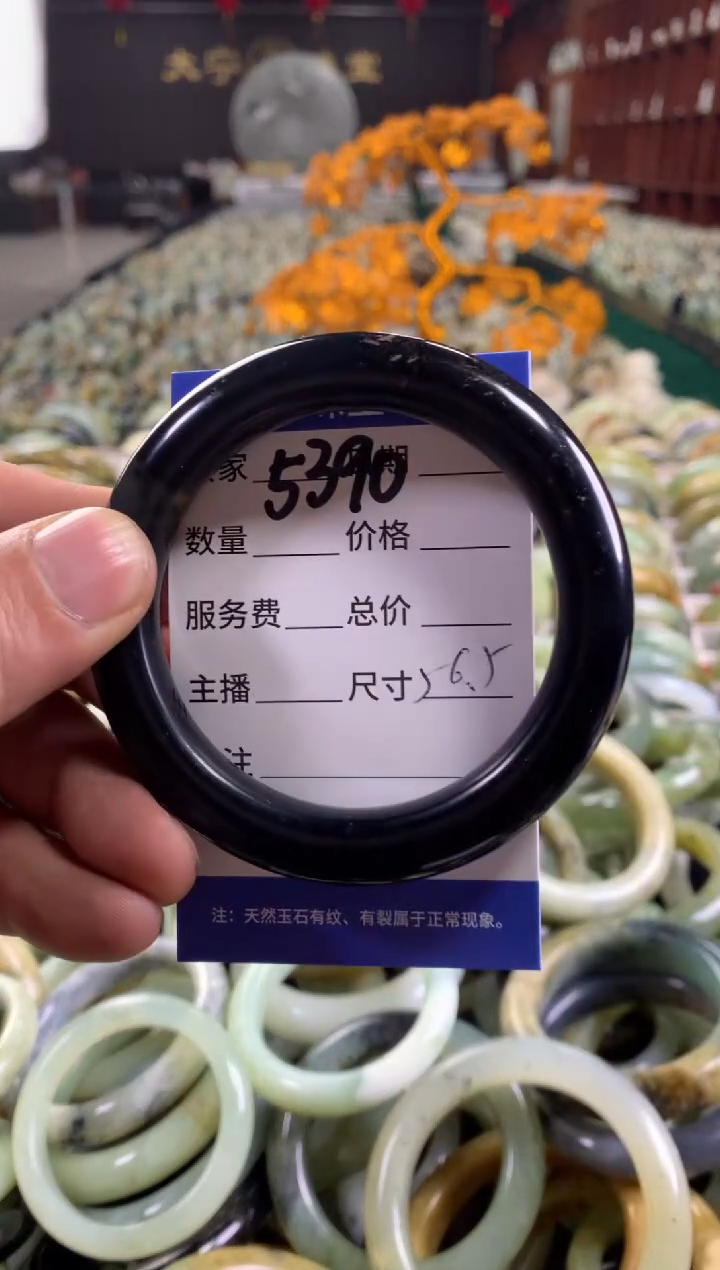 家 5390 期
数量 价格
服务费 总价
主播 尺寸 56.5
注
注：天然玉石有纹、有裂属于正常现象。